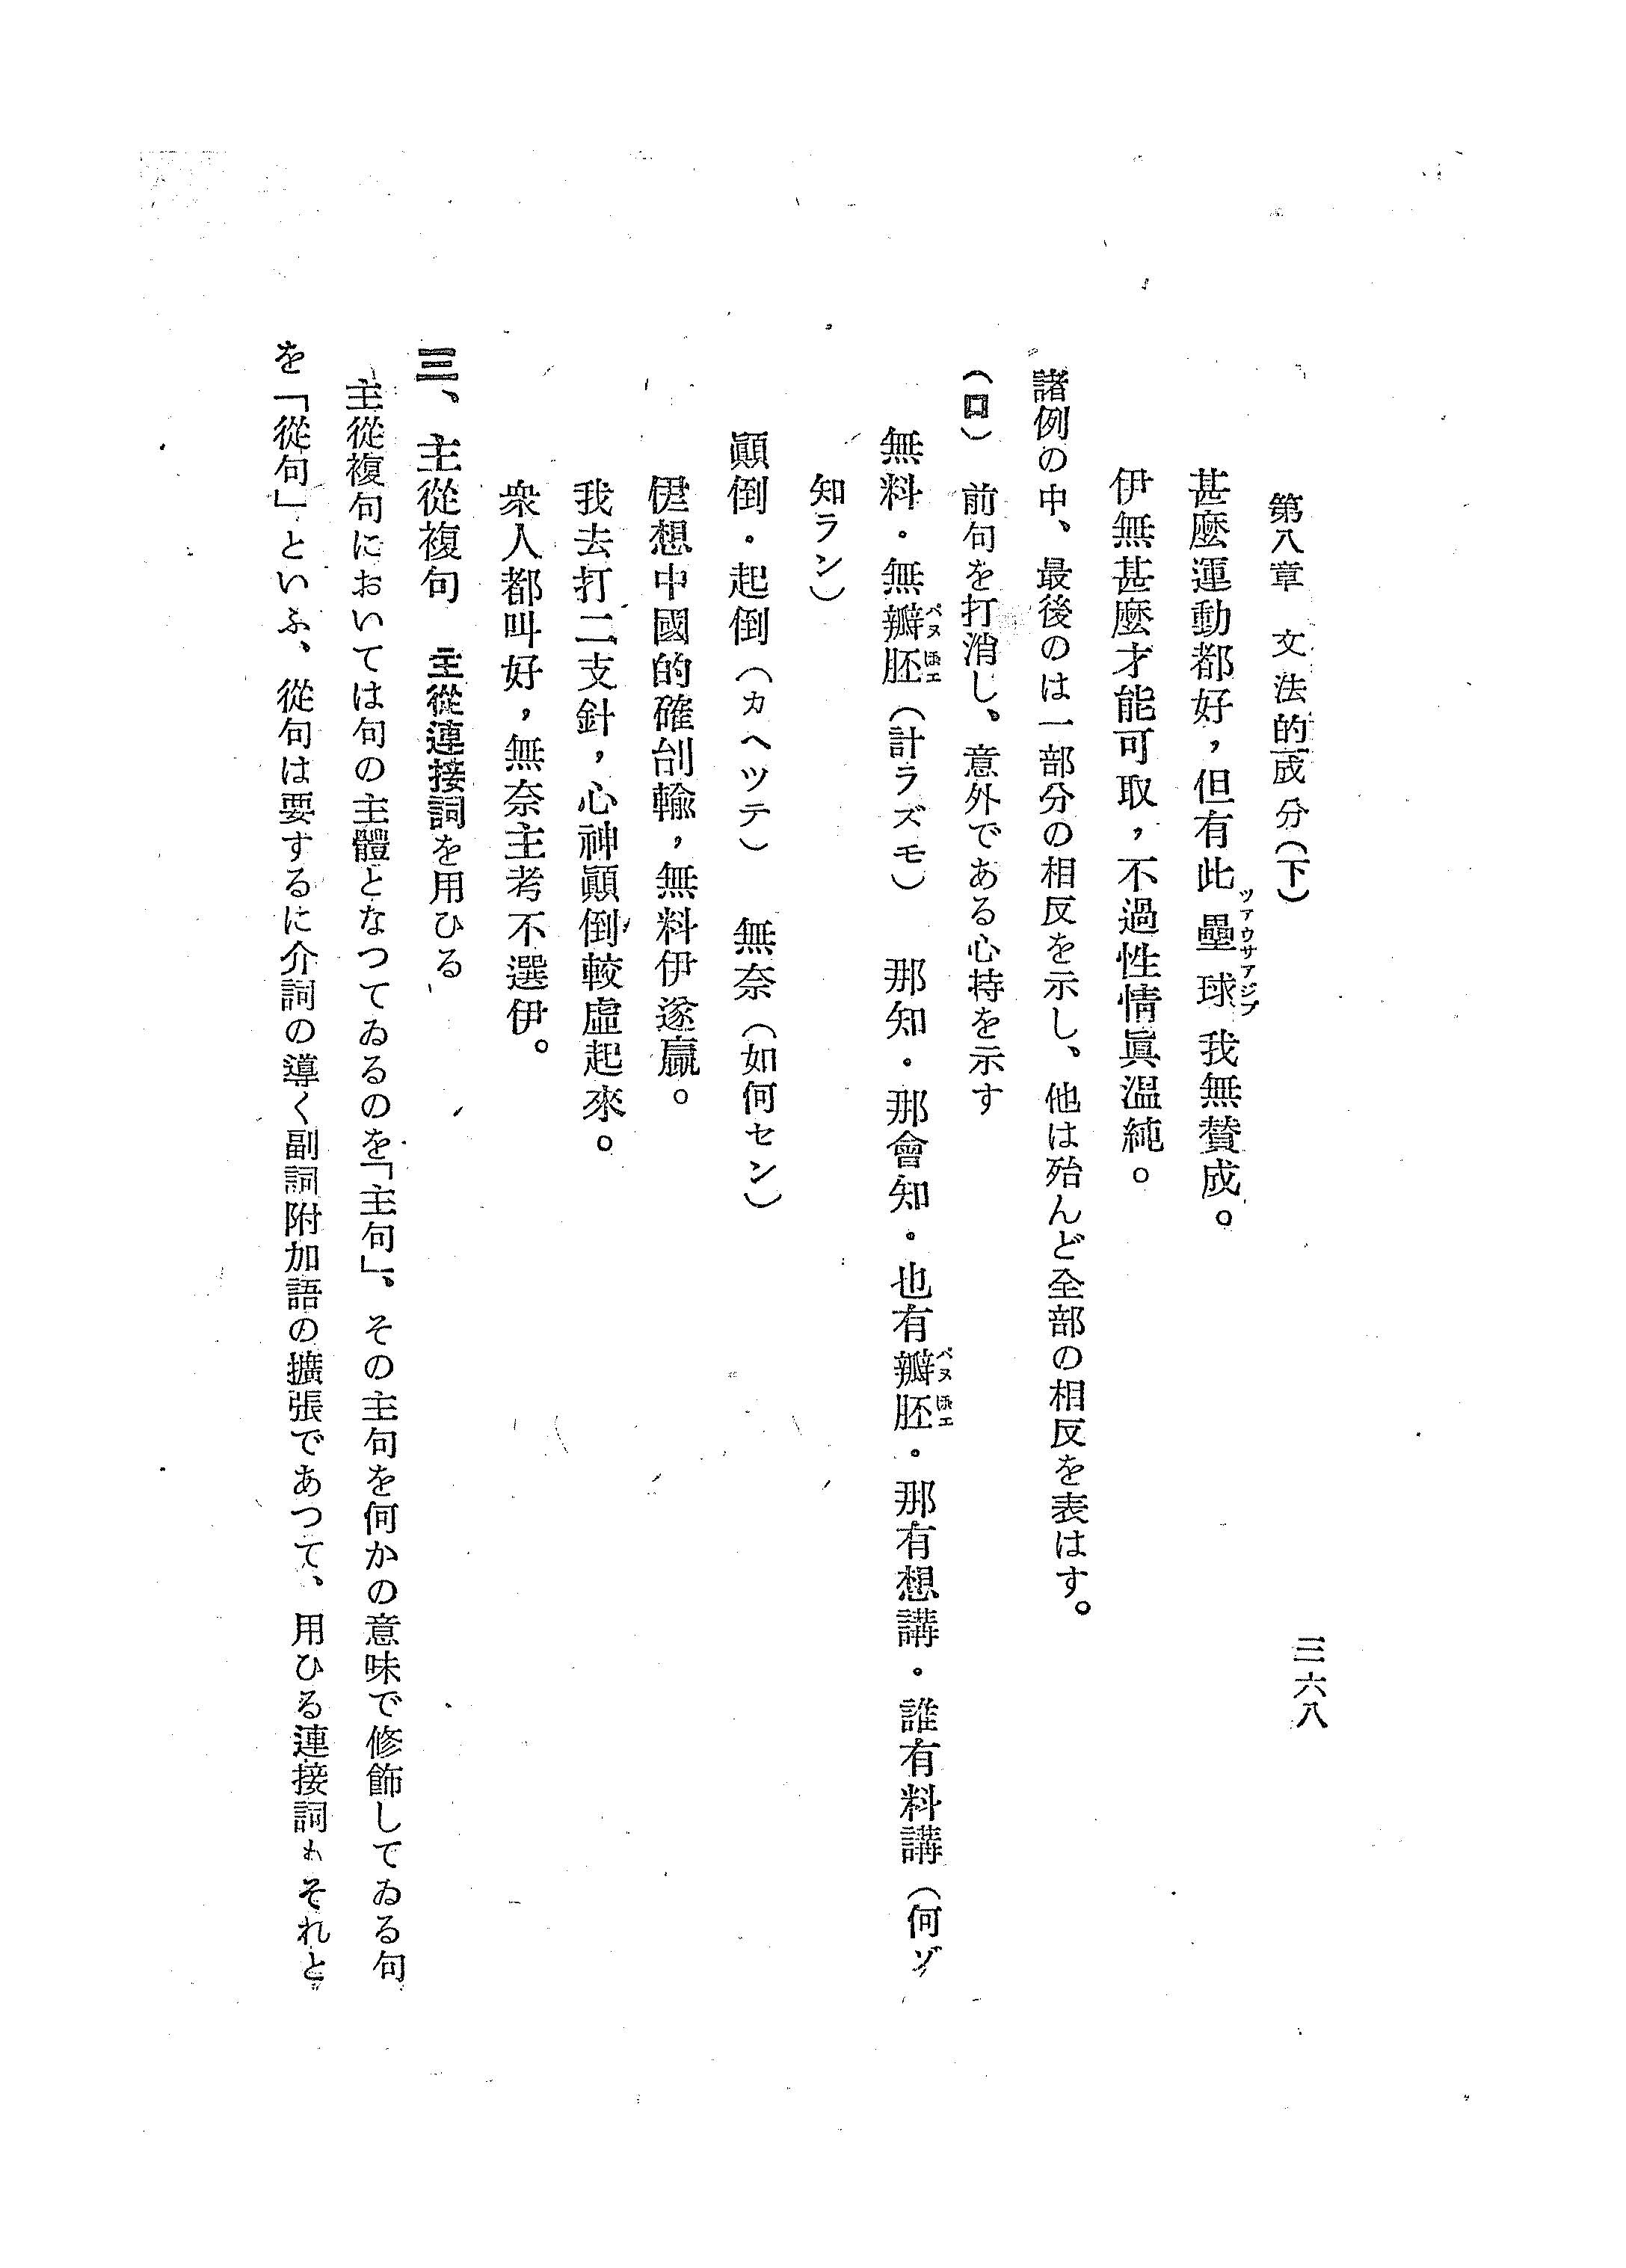 第八章　文法的成分(下)
三六八
甚麼運動都好，但有此壘球我無賛成。
ツァウサアジプ
伊無甚麼才能可取，不過性情眞溫純。
諸例の中、最後のは一部分の相反を示し、他は殆んど全部の相反を表はす。
(ロ)　前句を打消し、意外である心持を示す
無料・無瓣胚(計ラズモ)　那知・那會知・也有瓣胚・那有想講・誰有料講(何ゾ
知ラン)
顚倒・起倒(カヘツテ)　無奈(如何セン)
伊想中國的確刣輸，無料伊遂贏。
我去打二支針，心神顚倒較虛起來。
衆人都叫好，無奈主考不選伊。
三、主從複句　主從連接詞を用ひる
主從複句においては句の主體となつてゐるのを「主句」、その主句を何かの意味で修飾してゐる句
を「從句」といふ、從句は要するに介詞の導く副詞附加語の擴張であつて、用ひる連接詞もそれと